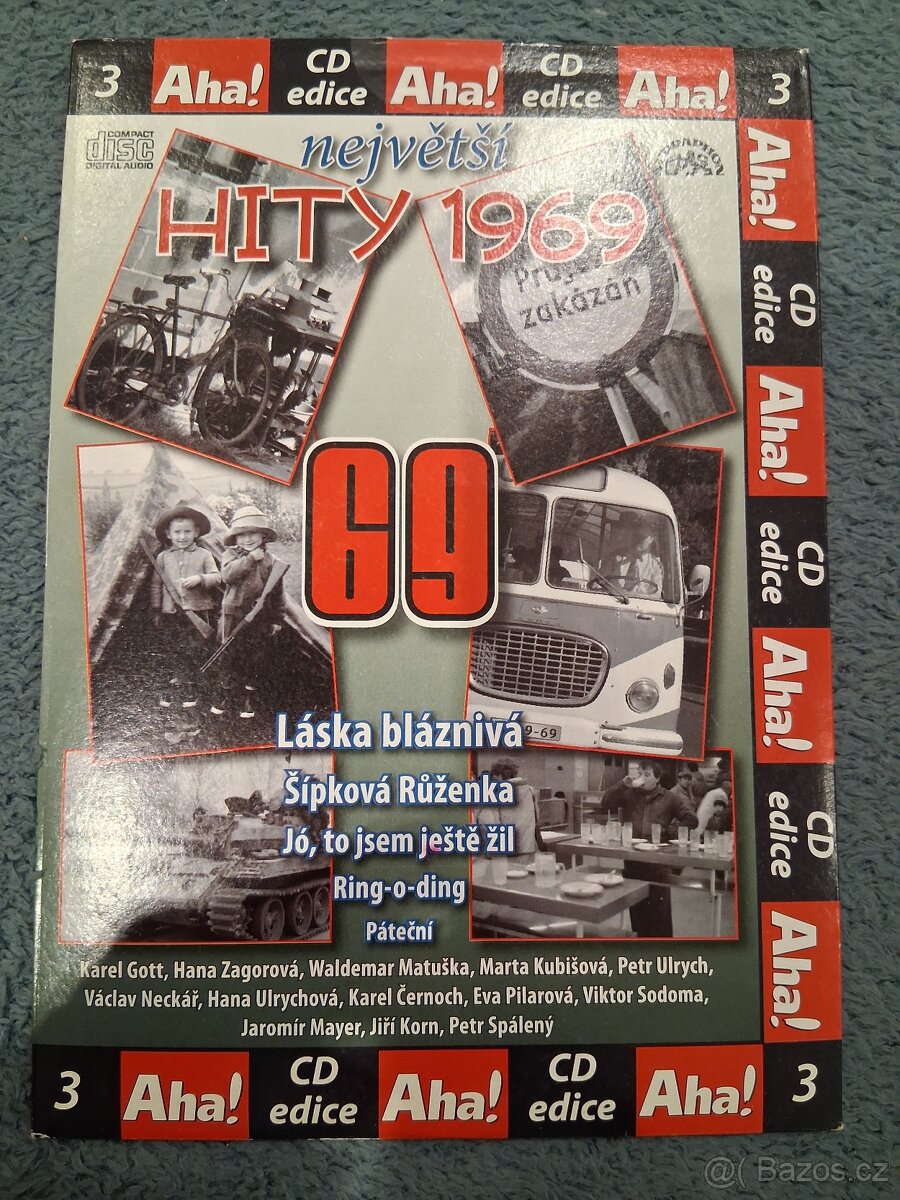 3 Aha! CD edice Aha! CD edice Aha! 3
COMPACT disc DIGITAL AUDIO
SUPRAPHON
největší
HITY 1969
Průjezd
zakázán
69
9-69
Láska bláznivá
Šípková Růženka
Jó, to jsem ještě žil
Ring-o-ding
Páteční
Karel Gott, Hana Zagorová, Waldemar Matuška, Marta Kubišová, Petr Ulrych,
Václav Neckář, Hana Ulrychová, Karel Černoch, Eva Pilarová, Viktor Sodoma,
Jaromír Mayer, Jiří Korn, Petr Spálený
Aha!
CD edice
Aha!
CD edice
Aha!
CD edice
Aha!
3 Aha! CD edice Aha! CD edice Aha! 3
@( Bazos.cz